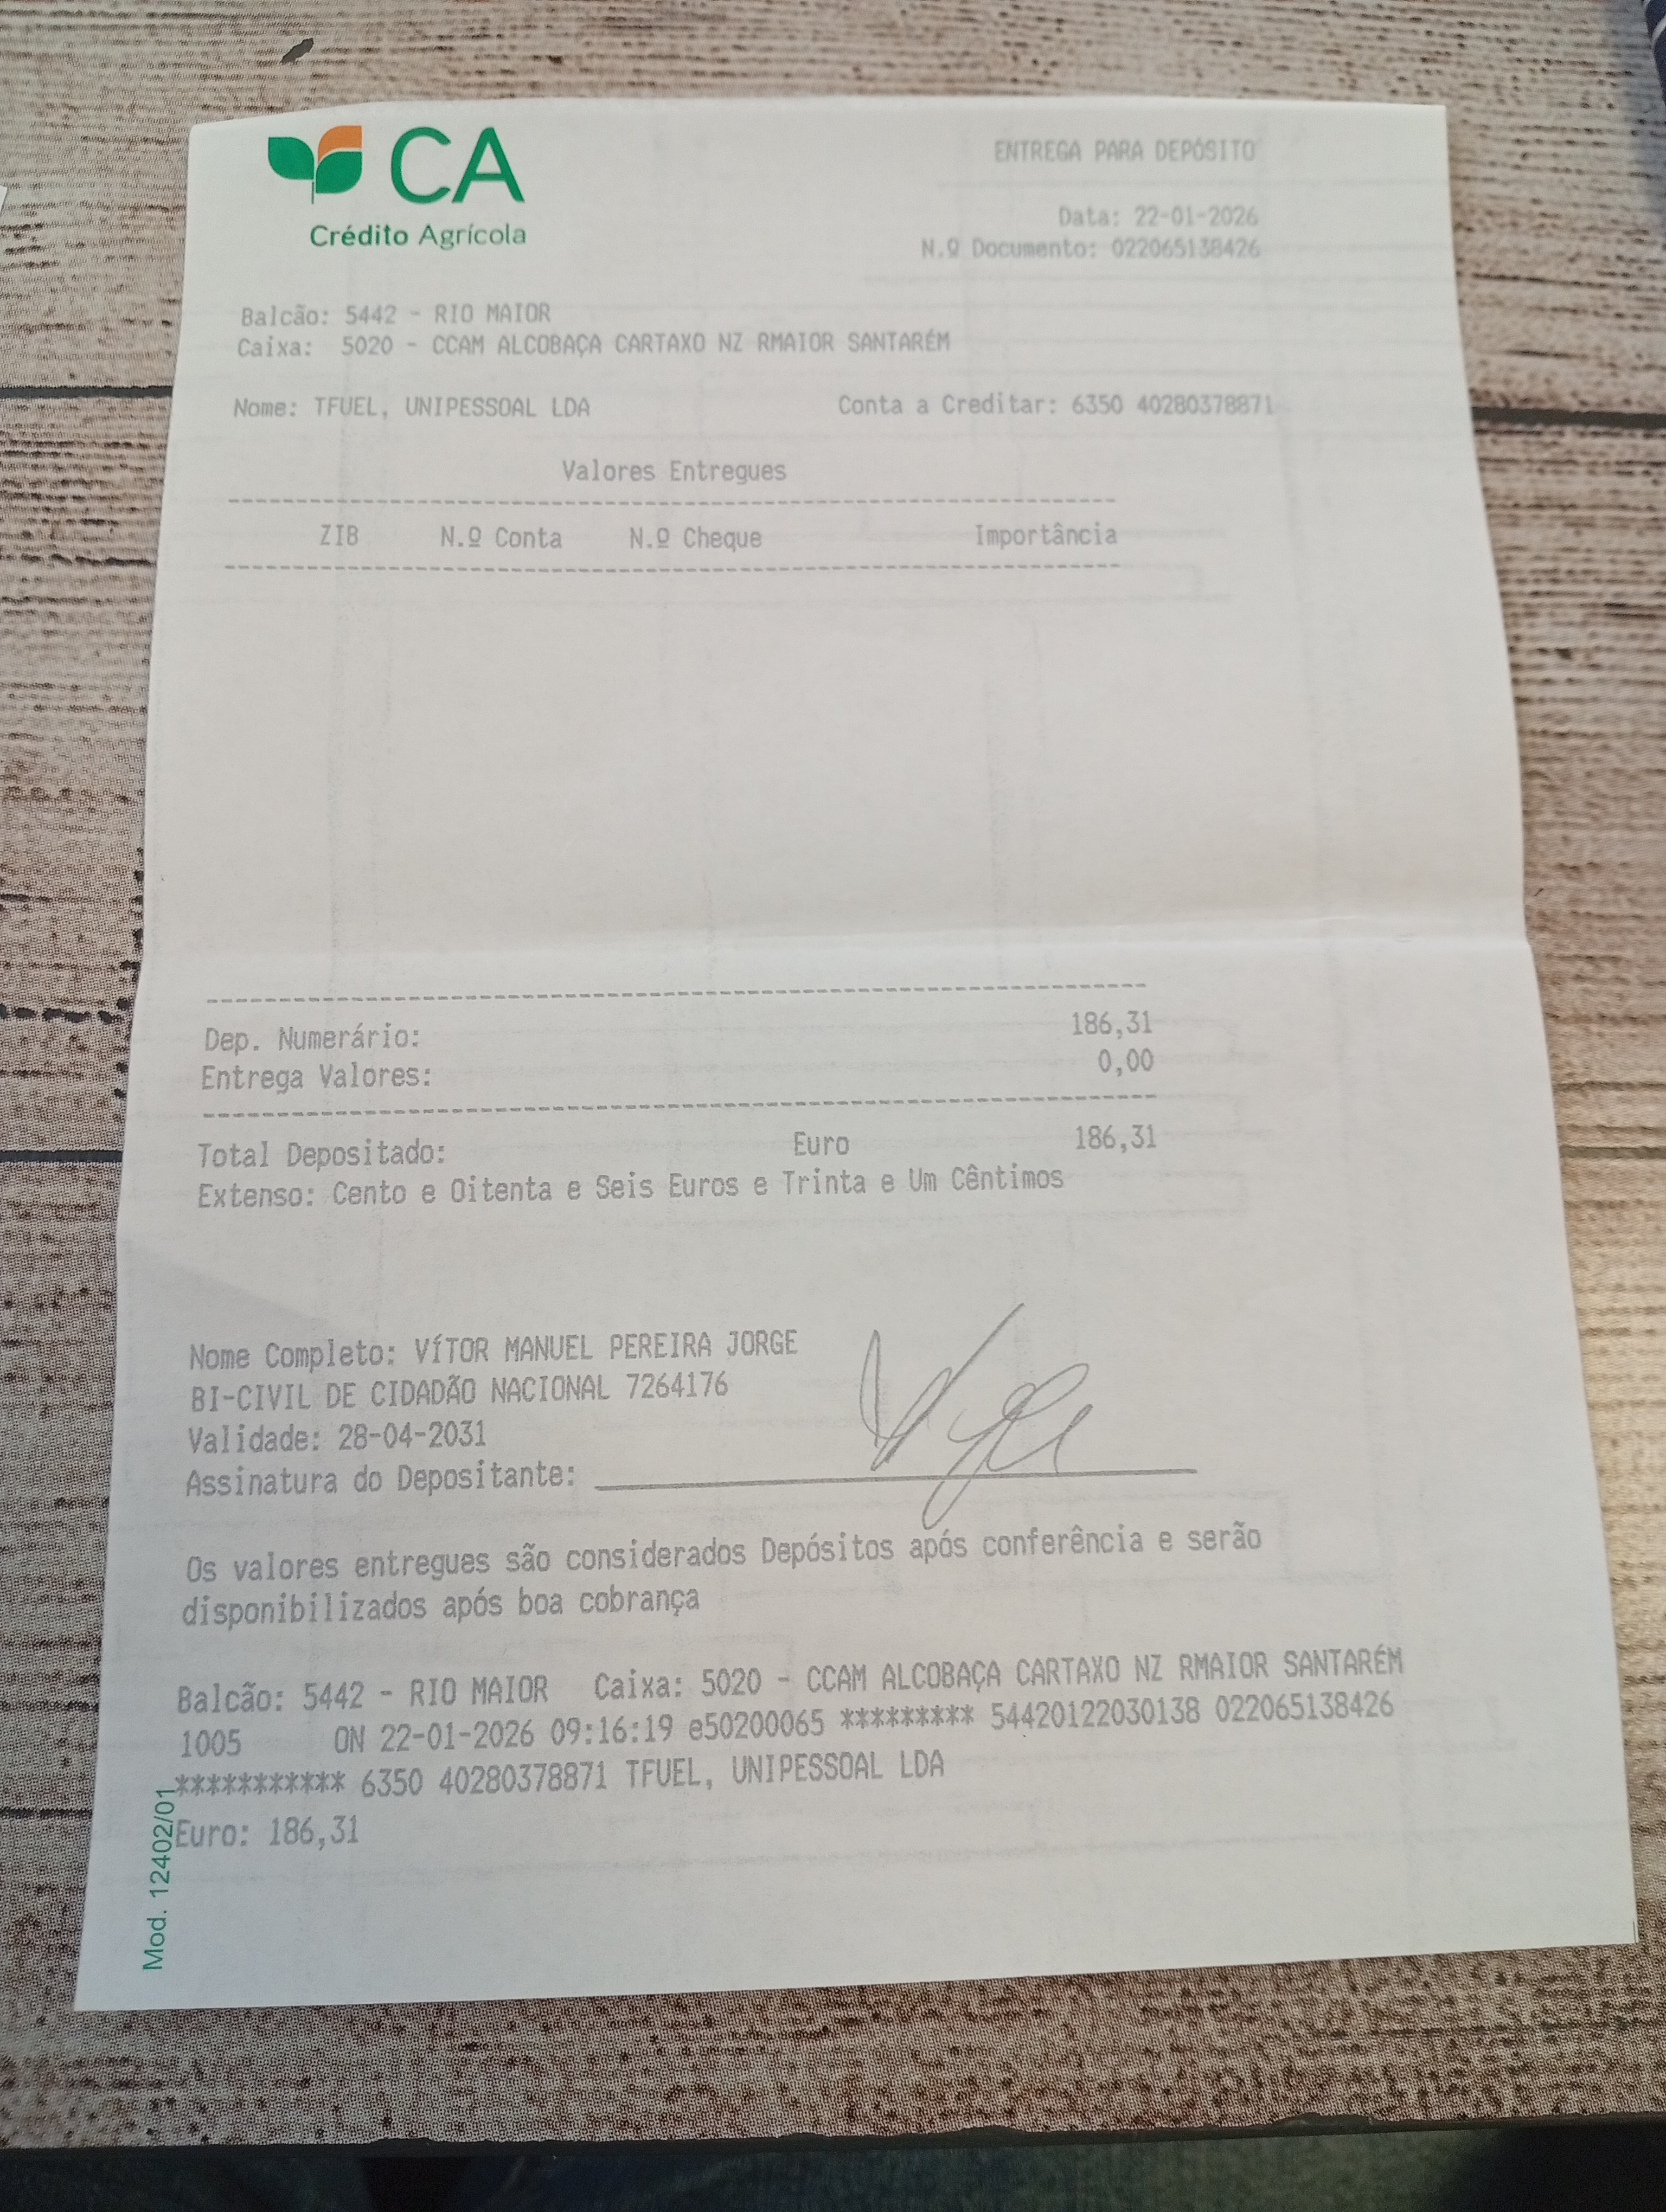 CA
Crédito Agrícola
ENTREGA PARA DEPÓSITO
Data: 22-01-2026
N.º Documento: 022065138426
Balcão: 5442 - RIO MAIOR
Caixa: 5020 - CCAM ALCOBAÇA CARTAXO NZ RMAIOR SANTARÉM
Nome: TFUEL, UNIPESSOAL LDA Conta a Creditar: 6350 40280378871
Valores Entregues
ZIB N.º Conta N.º Cheque Importância
Dep. Numerário: 186,31
Entrega Valores: 0,00
Total Depositado: Euro 186,31
Extenso: Cento e Oitenta e Seis Euros e Trinta e Um Cêntimos
Nome Completo: VÍTOR MANUEL PEREIRA JORGE
BI-CIVIL DE CIDADÃO NACIONAL 7264176
Validade: 28-04-2031
Assinatura do Depositante:
Os valores entregues são considerados Depósitos após conferência e serão
disponibilizados após boa cobrança
Balcão: 5442 - RIO MAIOR Caixa: 5020 - CCAM ALCOBAÇA CARTAXO NZ RMAIOR SANTARÉM
1005 ON 22-01-2026 09:16:19 e50200065 ********* 54420122030138 022065138426
*********** 6350 40280378871 TFUEL, UNIPESSOAL LDA
Euro: 186,31
Mod. 12402/01